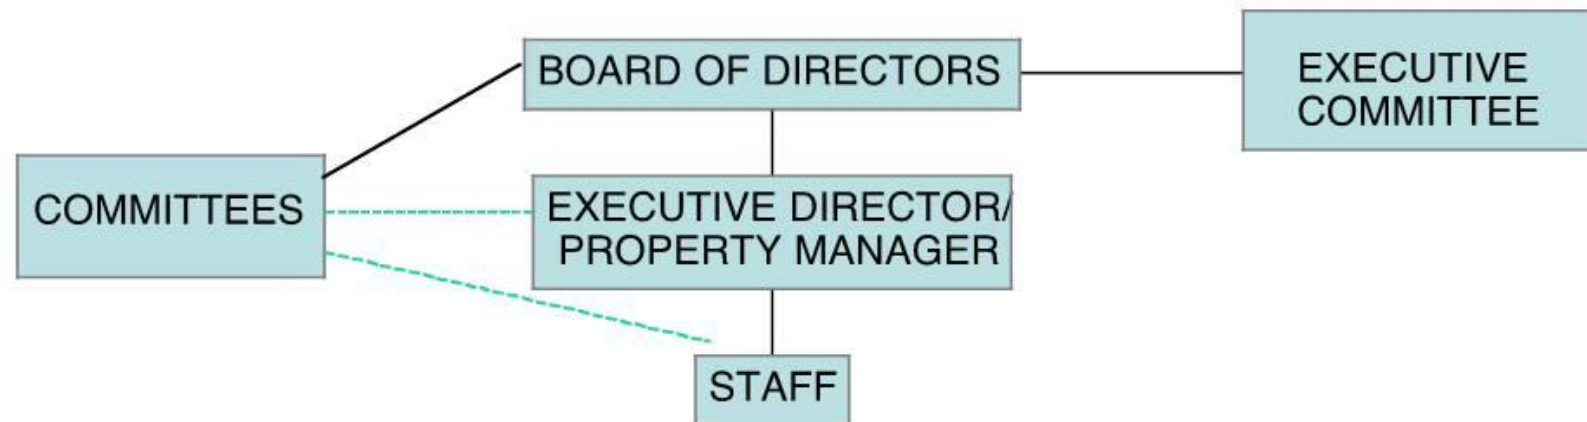 BOARD OF DIRECTORS
EXECUTIVE
COMMITTEE
COMMITTEES
EXECUTIVE DIRECTOR/
PROPERTY MANAGER
STAFF